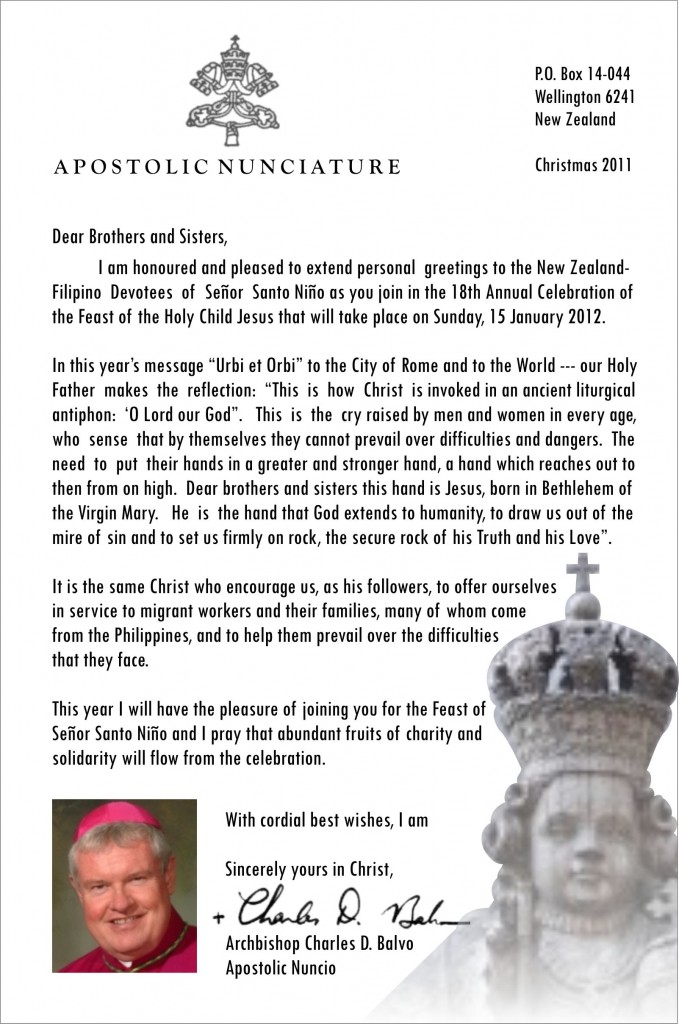 APOSTOLIC NUNCIATURE
P.O. Box 14-044
Wellington 6241
New Zealand
Christmas 2011
Dear Brothers and Sisters,
I am honoured and pleased to extend personal greetings to the New Zealand-
Filipino Devotees of Señor Santo Niño as you join in the 18th Annual Celebration of
the Feast of the Holy Child Jesus that will take place on Sunday, 15 January 2012.
In this year's message “Urbi et Orbi” to the City of Rome and to the World --- our Holy
Father makes the reflection: “This is how Christ is invoked in an ancient liturgical
antiphon: ‘O Lord our God”. This is the cry raised by men and women in every age,
who sense that by themselves they cannot prevail over difficulties and dangers. The
need to put their hands in a greater and stronger hand, a hand which reaches out to
then from on high. Dear brothers and sisters this hand is Jesus, born in Bethlehem of
the Virgin Mary. He is the hand that God extends to humanity, to draw us out of the
mire of sin and to set us firmly on rock, the secure rock of his Truth and his Love”.
It is the same Christ who encourage us, as his followers, to offer ourselves
in service to migrant workers and their families, many of whom come
from the Philippines, and to help them prevail over the difficulties
that they face.
This year I will have the pleasure of joining you for the Feast of
Señor Santo Niño and I pray that abundant fruits of charity and
solidarity will flow from the celebration.
With cordial best wishes, I am
Sincerely yours in Christ,
+ Charles D. Balvo
Archbishop Charles D. Balvo
Apostolic Nuncio